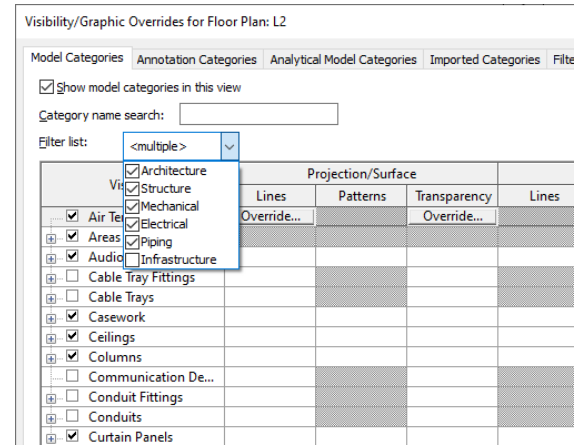 Visibility/Graphic Overrides for Floor Plan: L2
Model Categories Annotation Categories Analytical Model Categories Imported Categories
Show model categories in this view
Category name search:
Filter list: <multiple>
Architecture
Structure
Mechanical
Electrical
Piping
Infrastructure
Projection/Surface
Lines Patterns Transparency Lines
Air Override... Override...
Areas
Audio
Cable Tray Fittings
Cable Trays
Casework
Ceilings
Columns
Communication De...
Conduit Fittings
Conduits
Curtain Panels